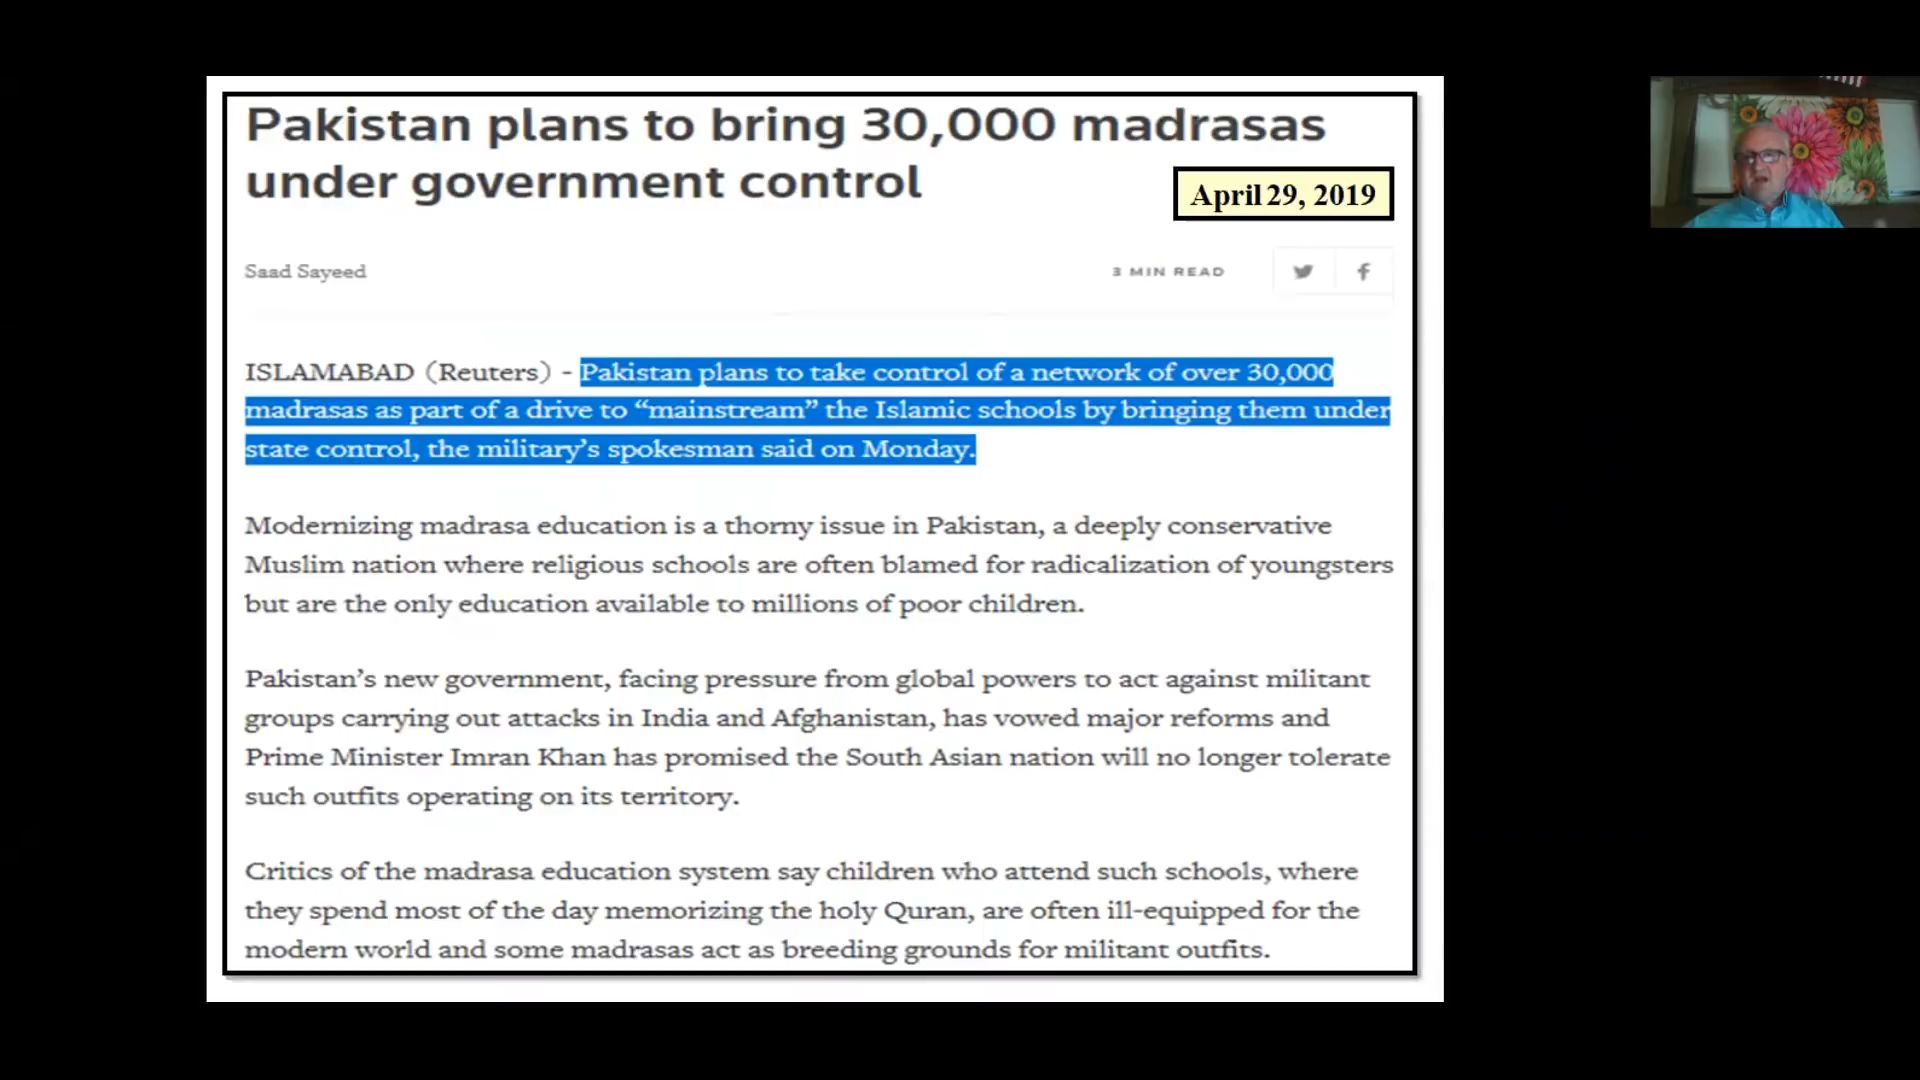 Pakistan plans to bring 30,000 madrasas
under government control
April 29, 2019
Saad Sayeed
3 MIN READ
ISLAMABAD (Reuters) - Pakistan plans to take control of a network of over 30,000
madrasas as part of a drive to “mainstream” the Islamic schools by bringing them under
state control, the military’s spokesman said on Monday.
Modernizing madrasa education is a thorny issue in Pakistan, a deeply conservative
Muslim nation where religious schools are often blamed for radicalization of youngsters
but are the only education available to millions of poor children.
Pakistan’s new government, facing pressure from global powers to act against militant
groups carrying out attacks in India and Afghanistan, has vowed major reforms and
Prime Minister Imran Khan has promised the South Asian nation will no longer tolerate
such outfits operating on its territory.
Critics of the madrasa education system say children who attend such schools, where
they spend most of the day memorizing the holy Quran, are often ill-equipped for the
modern world and some madrasas act as breeding grounds for militant outfits.